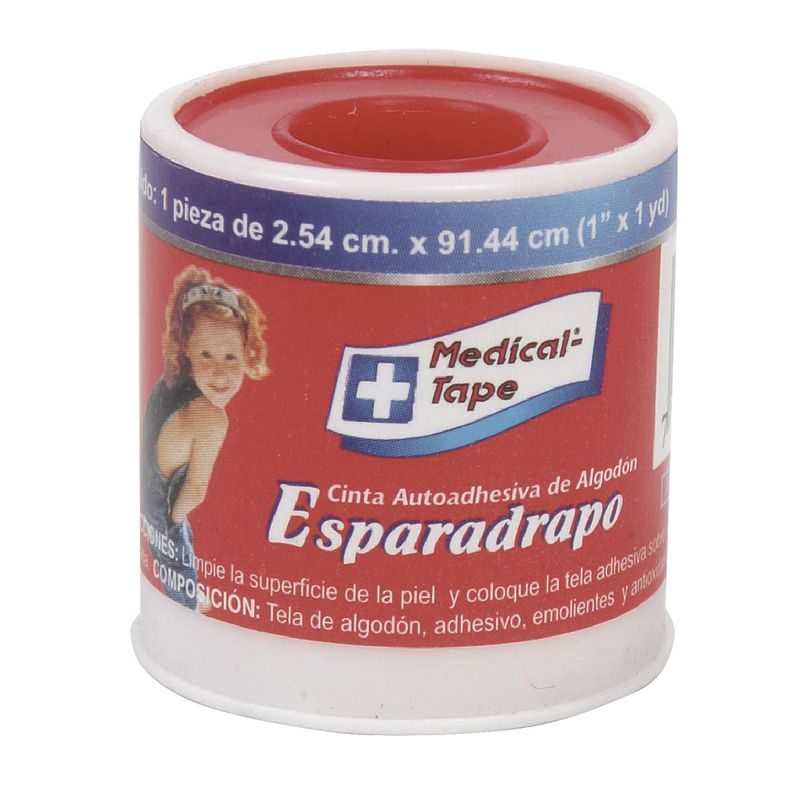 1 pieza de 2.54 cm. x 91.44 cm (1" x 1 yd)
Medical-®
Tape
Cinta Autoadhesiva de Algodón
Esparadrapo
Limpie la superficie de la piel y coloque la tela adhesiva
COMPOSICIÓN: Tela de algodón, adhesivo, emolientes y